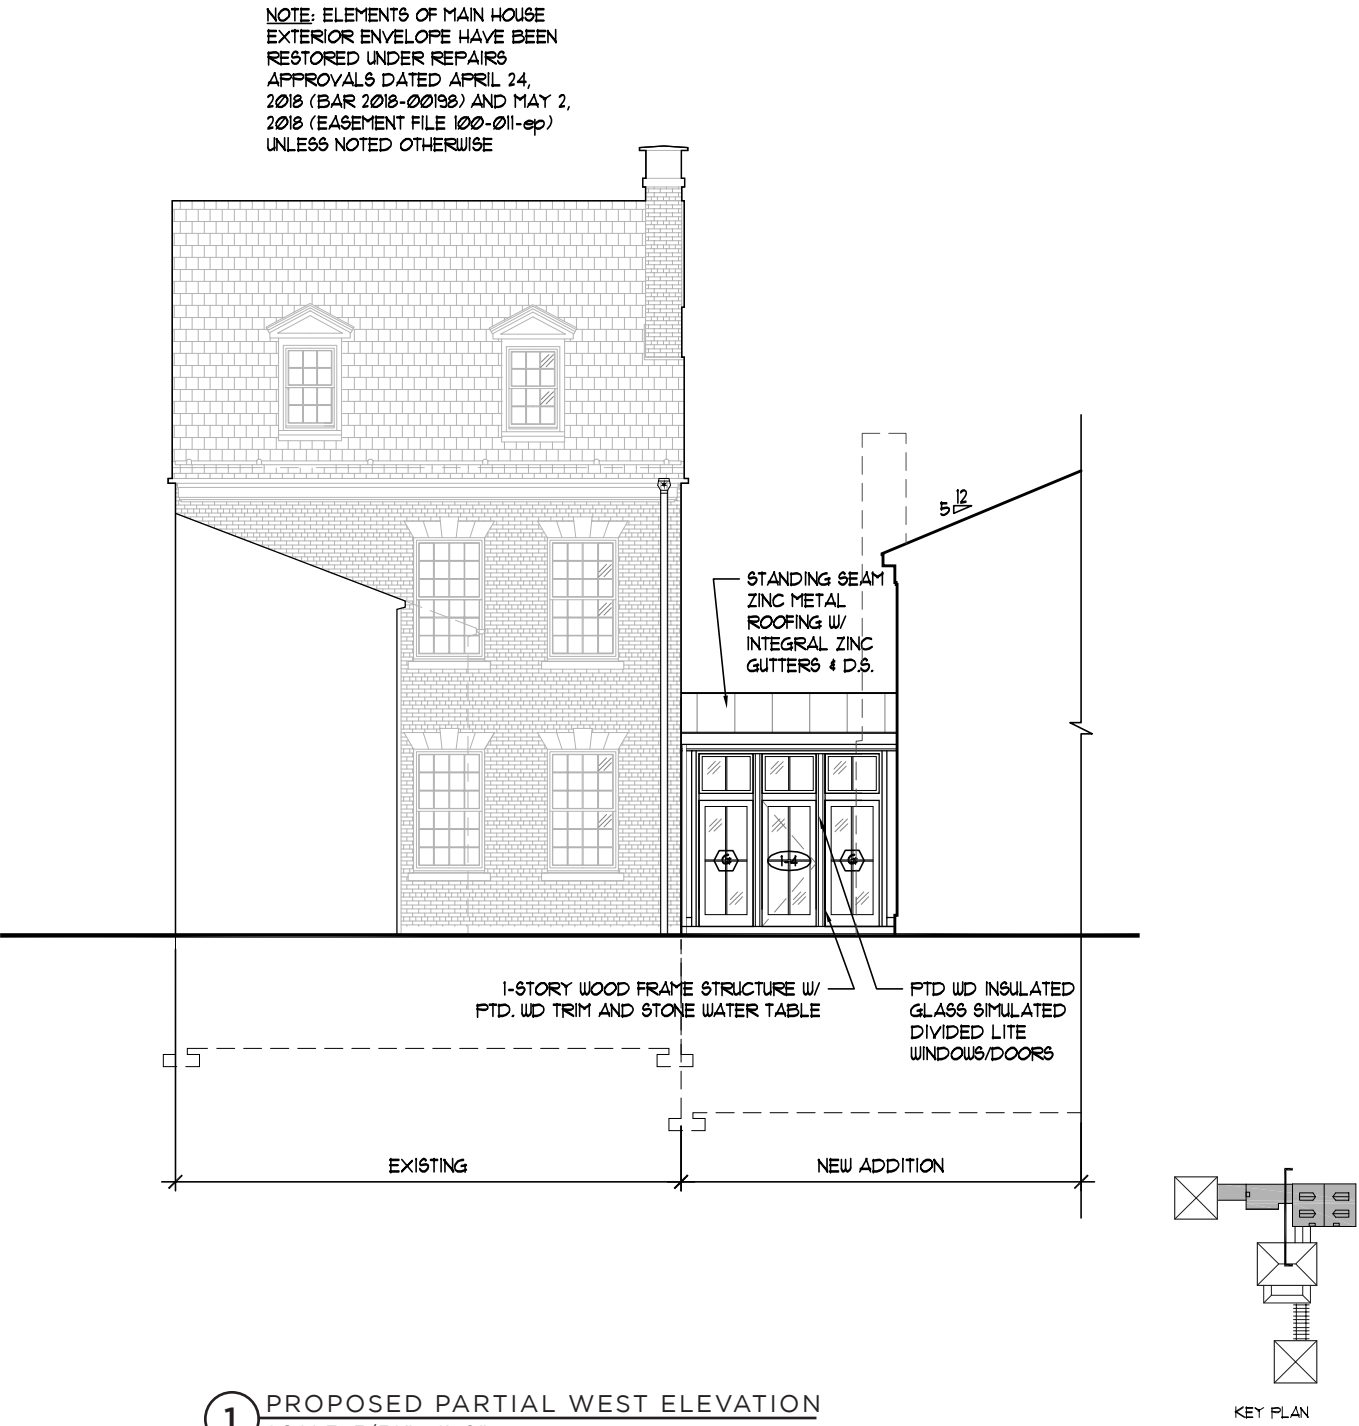 NOTE: ELEMENTS OF MAIN HOUSE
EXTERIOR ENVELOPE HAVE BEEN
RESTORED UNDER REPAIRS
APPROVALS DATED APRIL 24,
2018 (BAR 2018-00198) AND MAY 2,
2018 (EASEMENT FILE 100-011-ep)
UNLESS NOTED OTHERWISE
12
5
STANDING SEAM
ZINC METAL
ROOFING W/
INTEGRAL ZINC
GUTTERS & D.S.
G
1-4
G
1-STORY WOOD FRAME STRUCTURE W/
PTD. WD TRIM AND STONE WATER TABLE
PTD WD INSULATED
GLASS SIMULATED
DIVIDED LITE
WINDOWS/DOORS
EXISTING
NEW ADDITION
KEY PLAN
1
PROPOSED PARTIAL WEST ELEVATION